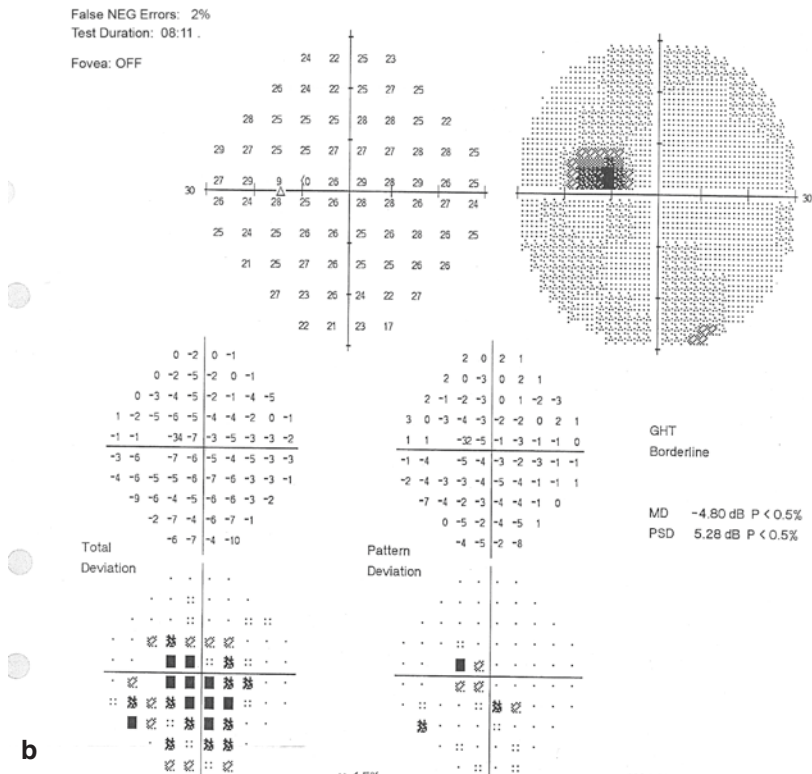 False NEG Errors: 2%
Test Duration: 08:11 .
Fovea: OFF
24 22 25 23
26 24 22 25 27 25
28 25 25 25 28 28 25 22
29 27 25 25 27 27 28 28 28 25
30 27 29 9 <0 26 29 28 29 26 25 30
26 24 28 25 26 28 26 28 27 24
25 24 26 25 26 25 26 28 26 25
21 25 27 26 25 25 26 26
27 23 26 24 22 27
22 21 23 17
0 -2 0 -1
0 -2 -5 -2 0 -1
0 -3 -4 -5 -2 -1 -4 -5
1 -2 -5 -6 -5 -4 -4 -2 0 -1
-1 -1 -34 -7 -3 -5 -3 -3 -2
-3 -6 -7 -6 -5 -4 -5 -3 -3
-4 -6 -5 -5 -6 -7 -6 -3 -3 -1
-9 -6 -4 -5 -6 -6 -3 -2
-2 -7 -4 -6 -7 -1
-6 -7 -4 -10
Total
Deviation
2 0 2 1
2 0 -3 0 2 1
2 -1 -2 -3 0 1 -2 -3
3 0 -3 -4 -3 -2 -2 0 2 1
1 1 -32 -5 -1 -3 -1 -1 0
-1 -4 -5 -4 -3 -2 -3 -1 -1
-2 -4 -3 -3 -4 -5 -4 -1 -1 1
-7 -4 -2 -3 -4 -4 -1 0
0 -5 -2 -4 -5 1
-4 -5 -2 -8
Pattern
Deviation
GHT
Borderline
MD -4.80 dB P < 0.5%
PSD 5.28 dB P < 0.5%
b